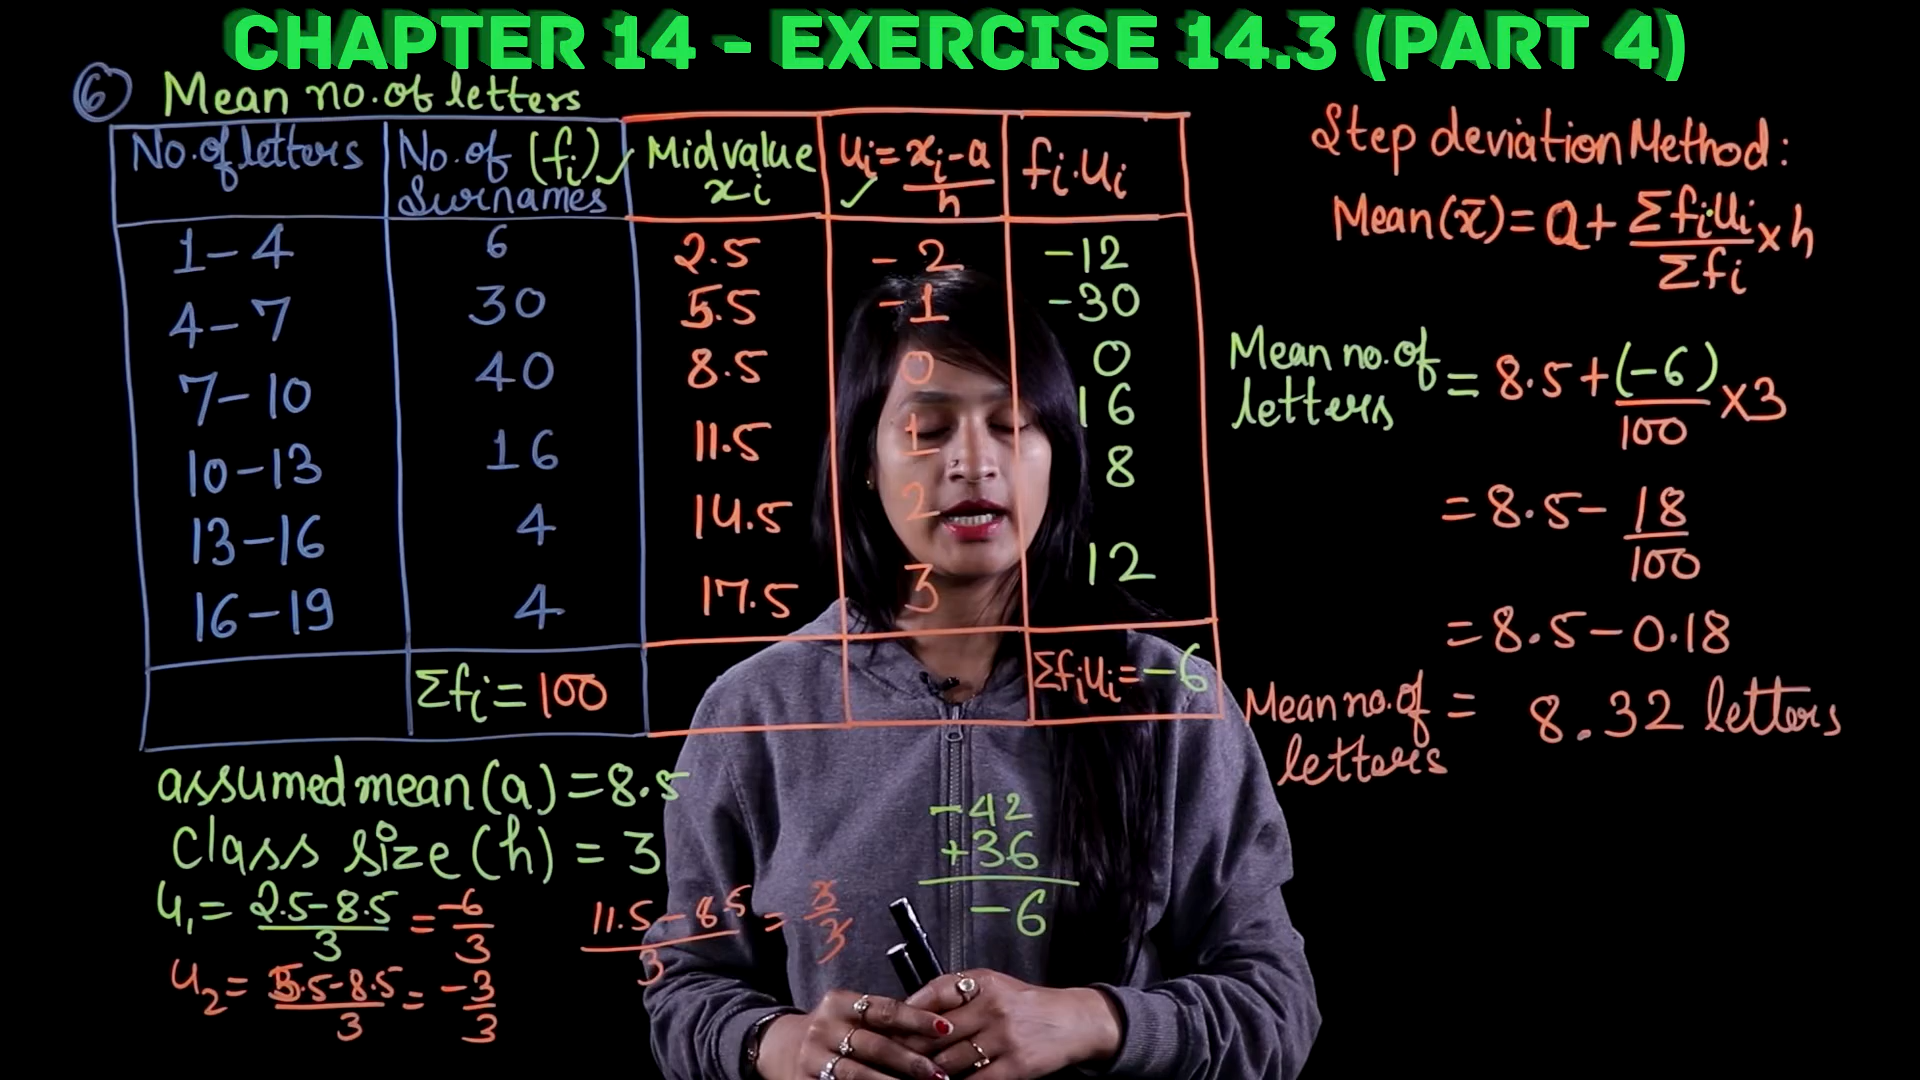 CHAPTER 14 - EXERCISE 14.3 (PART 4)
6 Mean no. of letters
No. of letters | No. of (fi) Surnames | Midvalue xi | ui = xi - a / h | fi.ui
1-4 | 6 | 2.5 | -2 | -12
4-7 | 30 | 5.5 | -1 | -30
7-10 | 40 | 8.5 | 0 | 0
10-13 | 16 | 11.5 | 1 | 16
13-16 | 4 | 14.5 | 2 | 8
16-19 | 4 | 17.5 | 3 | 12
Σfi = 100 | Σfiui = -6
assumed mean (a) = 8.5
Class size (h) = 3
u1 = 2.5-8.5 / 3 = -6 / 3
u2 = 5.5-8.5 / 3 = -3 / 3
11.5-8.5 / 3 = 3 / 3
-42
+36
-6
Step deviation Method:
Mean (x̄) = a + Σfi.ui / Σfi × h
Mean no. of letters = 8.5 + (-6) / 100 × 3
= 8.5 - 18 / 100
= 8.5 - 0.18
Mean no. of letters = 8.32 letters